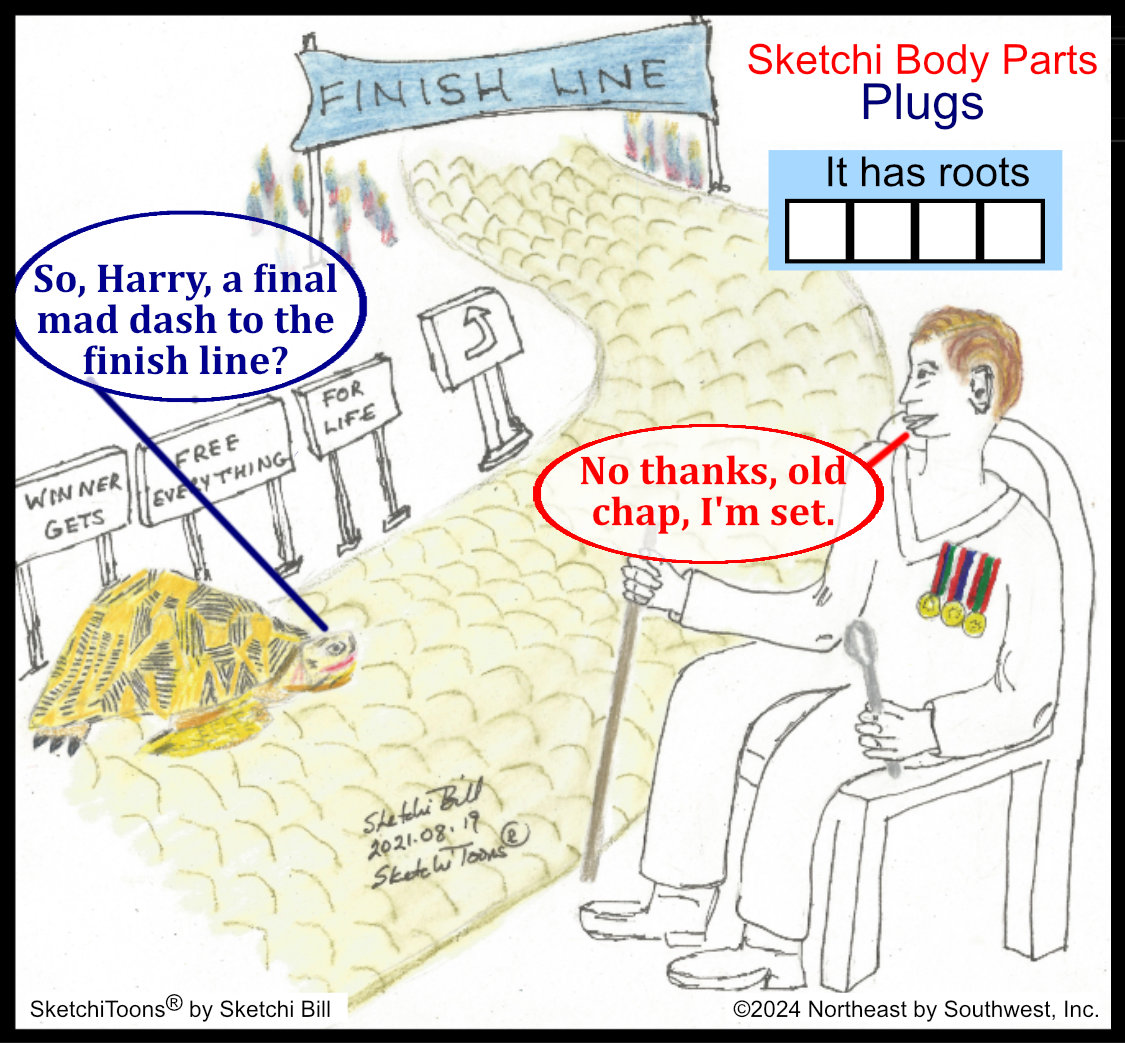 FINISH LINE
Sketchi Body Parts
Plugs
It has roots
So, Harry, a final
mad dash to the
finish line?
WINNER
GETS
FREE
EVERYTHING
FOR
LIFE
No thanks, old
chap, I'm set.
Sketchi Bill
2021.08.19
SketchiToons®
SketchiToons® by Sketchi Bill
©2024 Northeast by Southwest, Inc.